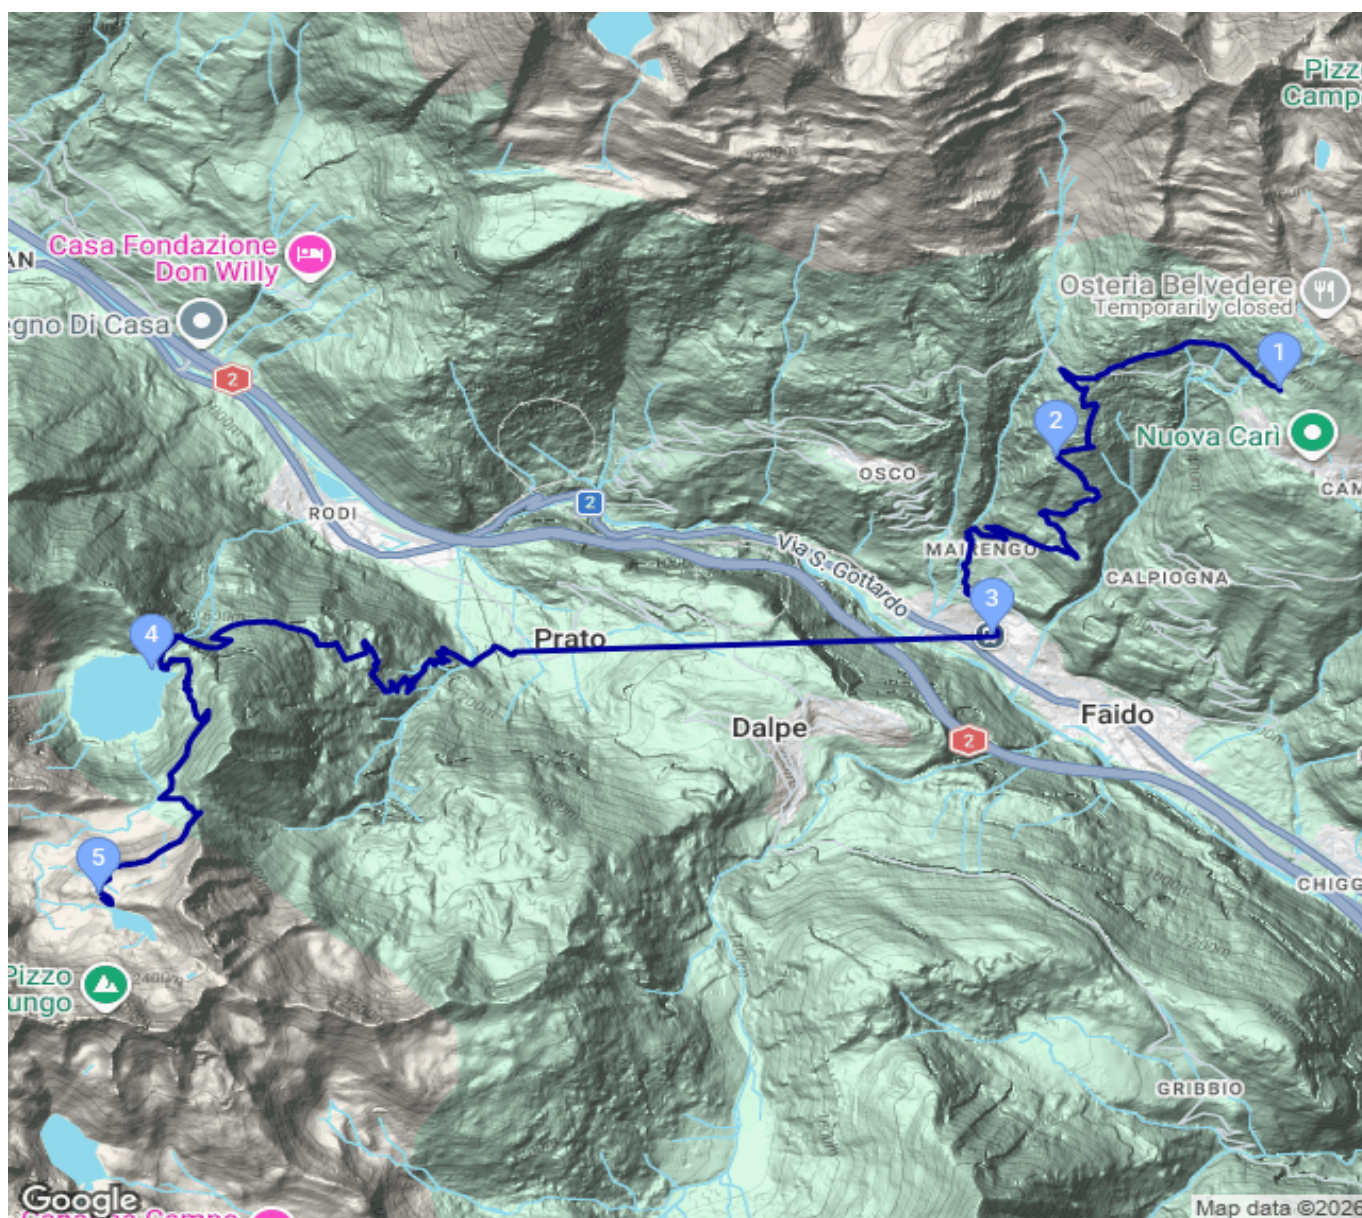 Pizz
Camp
Casa Fondazione
Don Willy
AN
Osteria Belvedere
Temporarily closed
egno Di Casa
1
2
2
Nuova Carì
OSCO
CAM
2
RODI
Via S. Gottardo
MAIRENGO
CALPIOGNA
3
4
Prato
Faido
Dalpe
2
5
CHIGG
1200m
Pizzo
ungo
GRIBBIO
Google
Map data ©2026